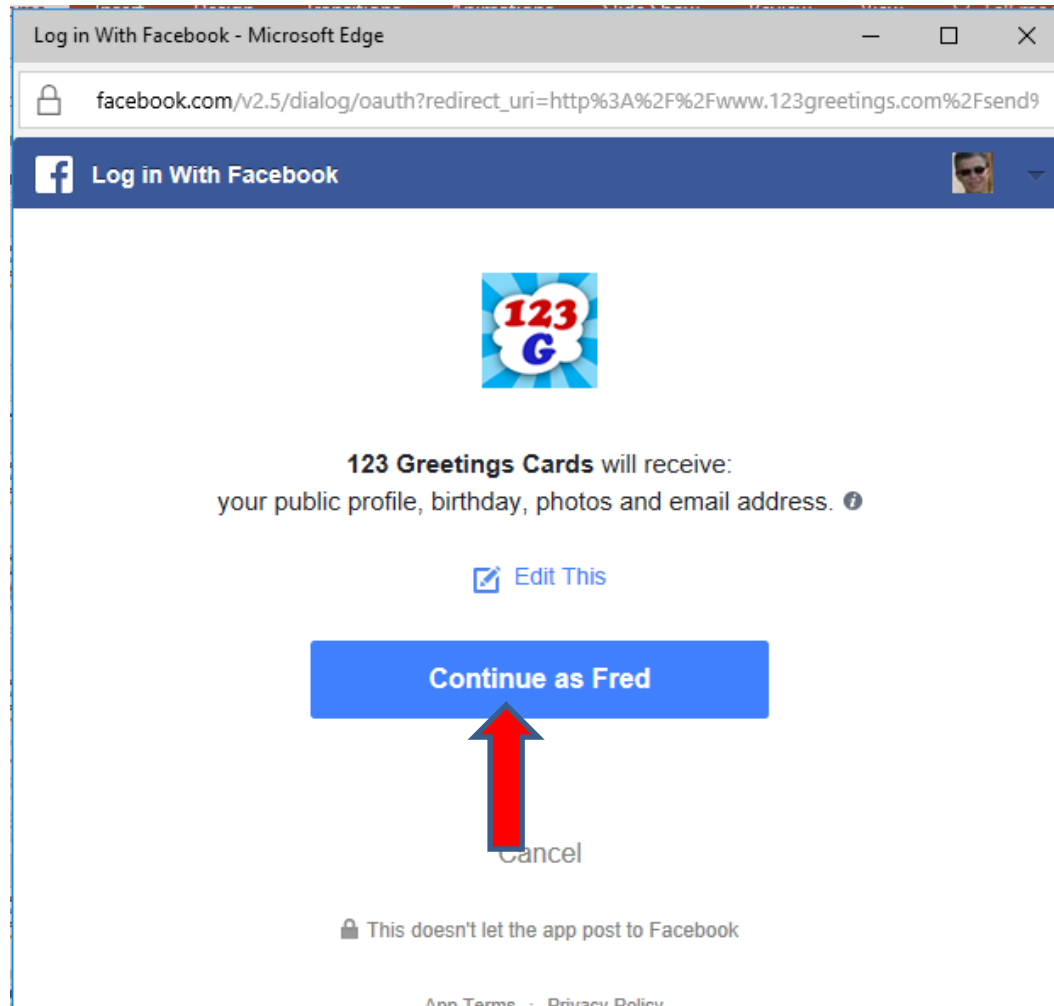 Log in With Facebook - Microsoft Edge
facebook.com/v2.5/dialog/oauth?redirect_uri=http%3A%2F%2Fwww.123greetings.com%2Fsend%
f Log in With Facebook
123
G
123 Greetings Cards will receive:
your public profile, birthday, photos and email address.
Edit This
Continue as Fred
Cancel
This doesn't let the app post to Facebook
App Terms · Privacy Policy